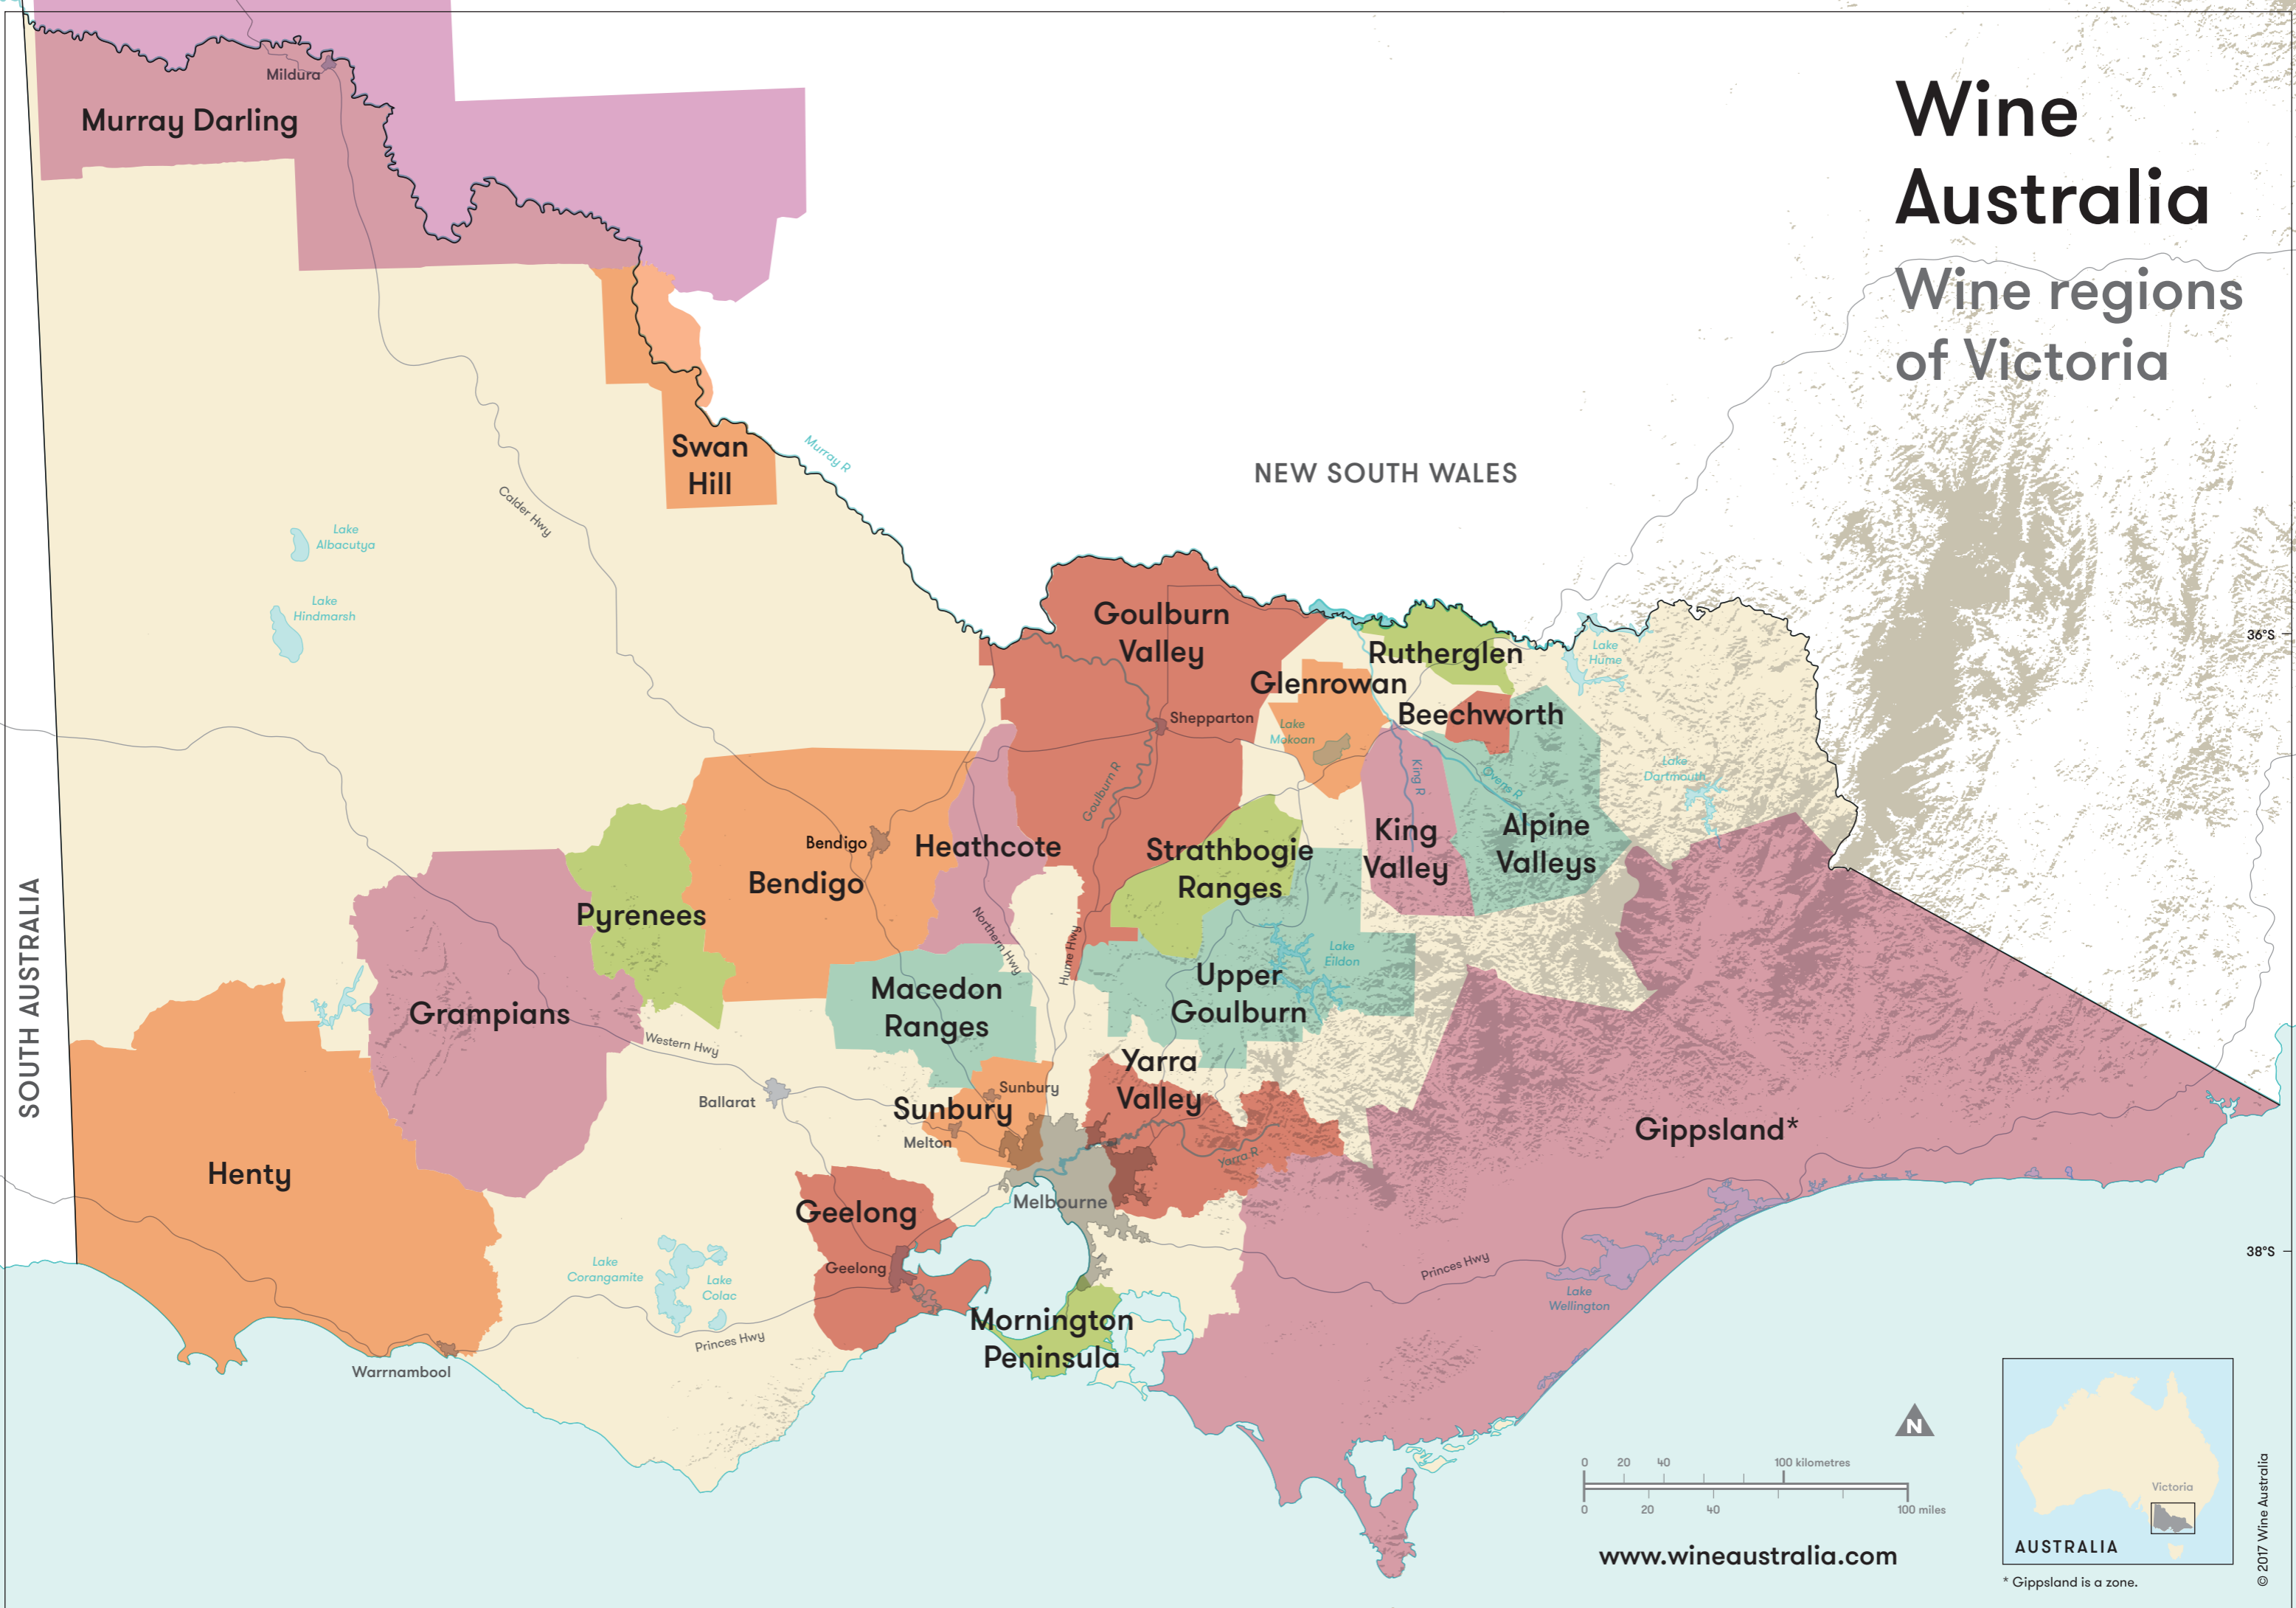 Wine
Australia
Wine regions
of Victoria
Mildura
Murray Darling
Swan
Hill
Murray R
NEW SOUTH WALES
Calder Hwy
Lake
Albacutya
Lake
Hindmarsh
Goulburn
Valley
36°S
Rutherglen
Lake
Hume
Glenrowan
Shepparton
Beechworth
Lake
Mokoan
Goulburn R
King R
Ovens R
Lake
Dartmouth
Bendigo
Heathcote
Strathbogie
Ranges
King
Valley
Alpine
Valleys
Bendigo
Pyrenees
SOUTH AUSTRALIA
Northern Hwy
Hume Hwy
Lake
Eildon
Grampians
Macedon
Ranges
Upper
Goulburn
Western Hwy
Yarra
Valley
Sunbury
Ballarat
Sunbury
Melton
Gippsland*
Yarra R
Henty
Geelong
Melbourne
Geelong
38°S
Lake
Corangamite
Lake
Colac
Princes Hwy
Lake
Wellington
Princes Hwy
Mornington
Peninsula
Warrnambool
N
0 20 40 100 kilometres
0 20 40 100 miles
www.wineaustralia.com
Victoria
AUSTRALIA
* Gippsland is a zone.
© 2017 Wine Australia